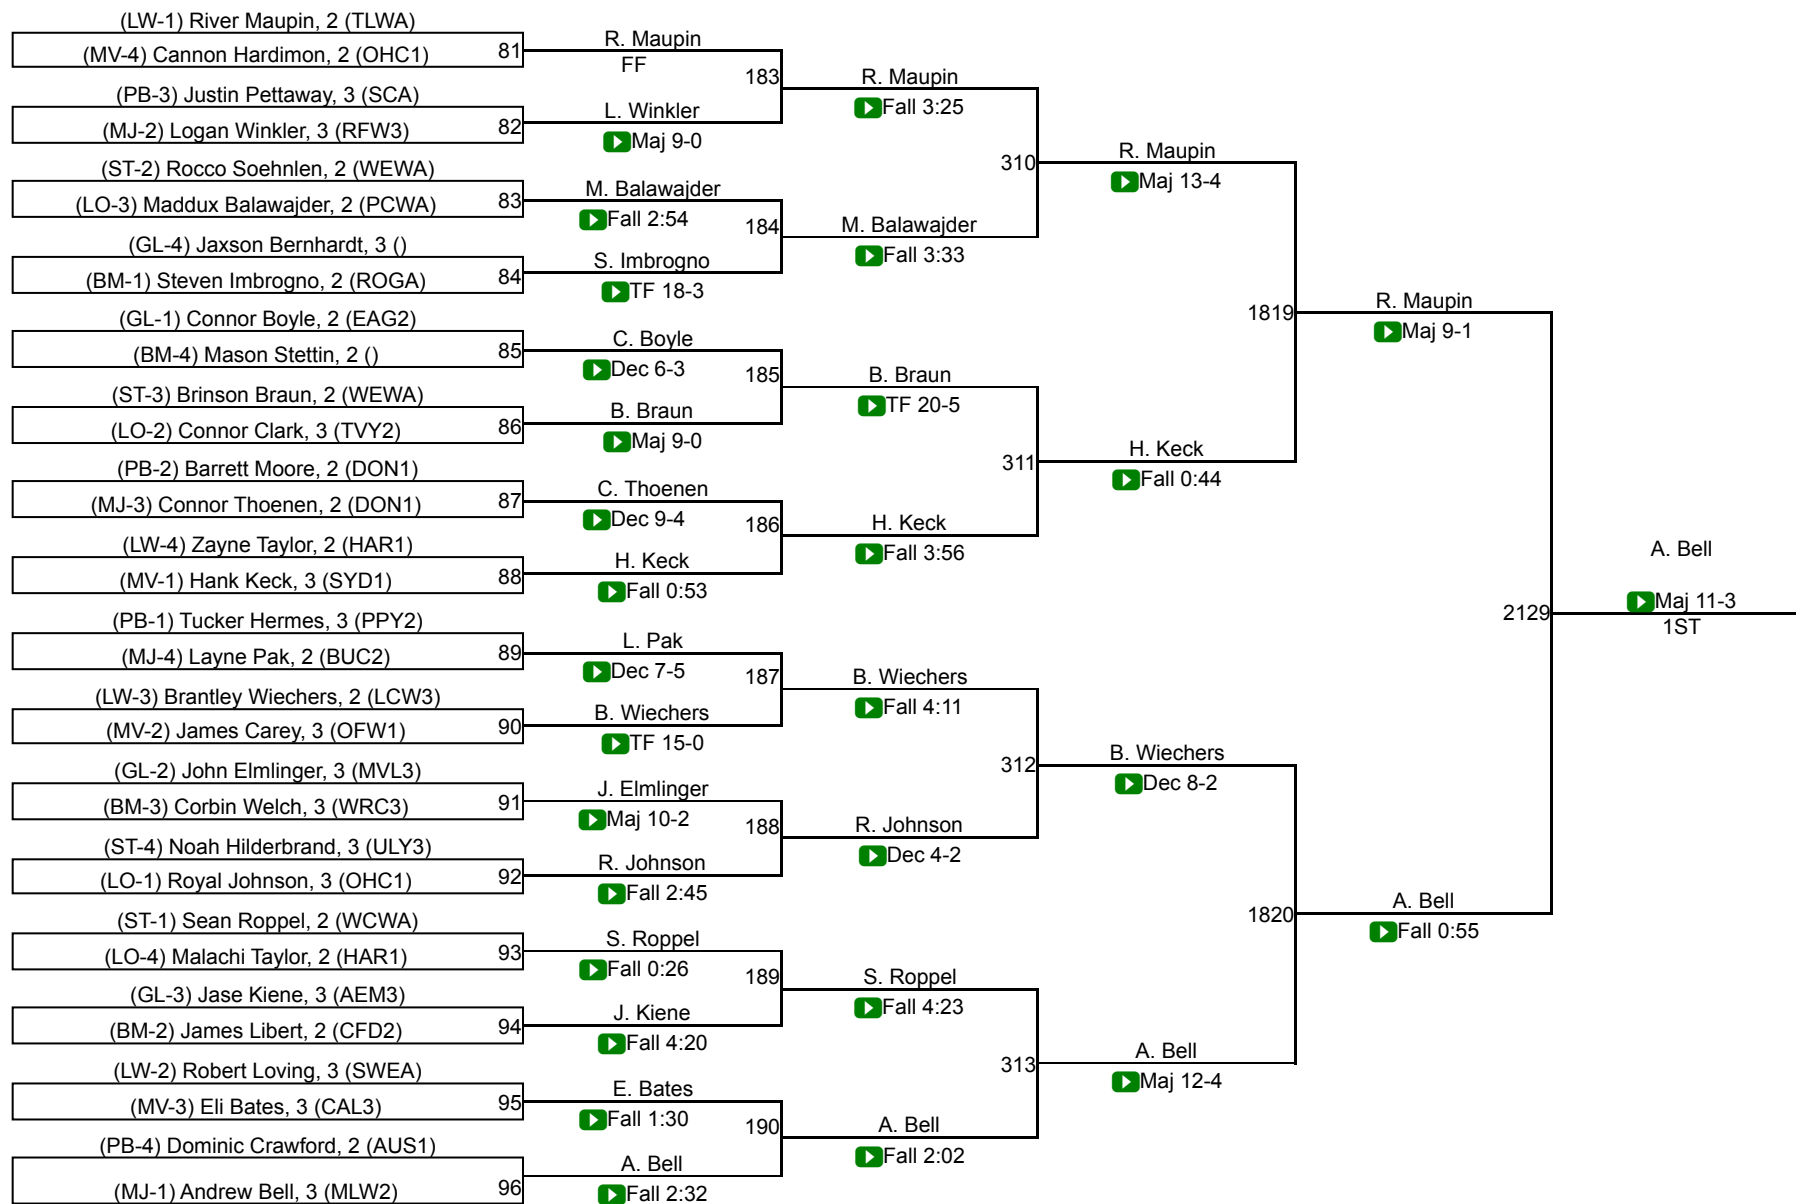 (LW-1) River Maupin, 2 (TLWA)
(MV-4) Cannon Hardimon, 2 (OHC1)
81
(PB-3) Justin Pettaway, 3 (SCA)
(MJ-2) Logan Winkler, 3 (RFW3)
82
(ST-2) Rocco Soehnlen, 2 (WEWA)
(LO-3) Maddux Balawajder, 2 (PCWA)
83
(GL-4) Jaxson Bernhardt, 3 ()
(BM-1) Steven Imbrogno, 2 (ROGA)
84
(GL-1) Connor Boyle, 2 (EAG2)
(BM-4) Mason Stettin, 2 ()
85
(ST-3) Brinson Braun, 2 (WEWA)
(LO-2) Connor Clark, 3 (TVY2)
86
(PB-2) Barrett Moore, 2 (DON1)
(MJ-3) Connor Thoenen, 2 (DON1)
87
(LW-4) Zayne Taylor, 2 (HAR1)
(MV-1) Hank Keck, 3 (SYD1)
88
(PB-1) Tucker Hermes, 3 (PPY2)
(MJ-4) Layne Pak, 2 (BUC2)
89
(LW-3) Brantley Wiechers, 2 (LCW3)
(MV-2) James Carey, 3 (OFW1)
90
(GL-2) John Elmlinger, 3 (MVL3)
(BM-3) Corbin Welch, 3 (WRC3)
91
(ST-4) Noah Hilderbrand, 3 (ULY3)
(LO-1) Royal Johnson, 3 (OHC1)
92
(ST-1) Sean Roppel, 2 (WCWA)
(LO-4) Malachi Taylor, 2 (HAR1)
93
(GL-3) Jase Kiene, 3 (AEM3)
(BM-2) James Libert, 2 (CFD2)
94
(LW-2) Robert Loving, 3 (SWEA)
(MV-3) Eli Bates, 3 (CAL3)
95
(PB-4) Dominic Crawford, 2 (AUS1)
(MJ-1) Andrew Bell, 3 (MLW2)
96
R. Maupin
FF
183
L. Winkler
Maj 9-0
M. Balawajder
Fall 2:54
184
S. Imbrogno
TF 18-3
C. Boyle
Dec 6-3
185
B. Braun
Maj 9-0
C. Thoenen
Dec 9-4
186
H. Keck
Fall 0:53
L. Pak
Dec 7-5
187
B. Wiechers
TF 15-0
J. Elmlinger
Maj 10-2
188
R. Johnson
Fall 2:45
S. Roppel
Fall 0:26
189
J. Kiene
Fall 4:20
E. Bates
Fall 1:30
190
A. Bell
Fall 2:32
R. Maupin
Fall 3:25
310
M. Balawajder
Fall 3:33
B. Braun
TF 20-5
311
H. Keck
Fall 3:56
B. Wiechers
Fall 4:11
312
R. Johnson
Dec 4-2
S. Roppel
Fall 4:23
313
A. Bell
Fall 2:02
R. Maupin
Maj 13-4
1819
H. Keck
Fall 0:44
B. Wiechers
Dec 8-2
1820
A. Bell
Maj 12-4
R. Maupin
Maj 9-1
2129
A. Bell
Fall 0:55
A. Bell
Maj 11-3
1ST